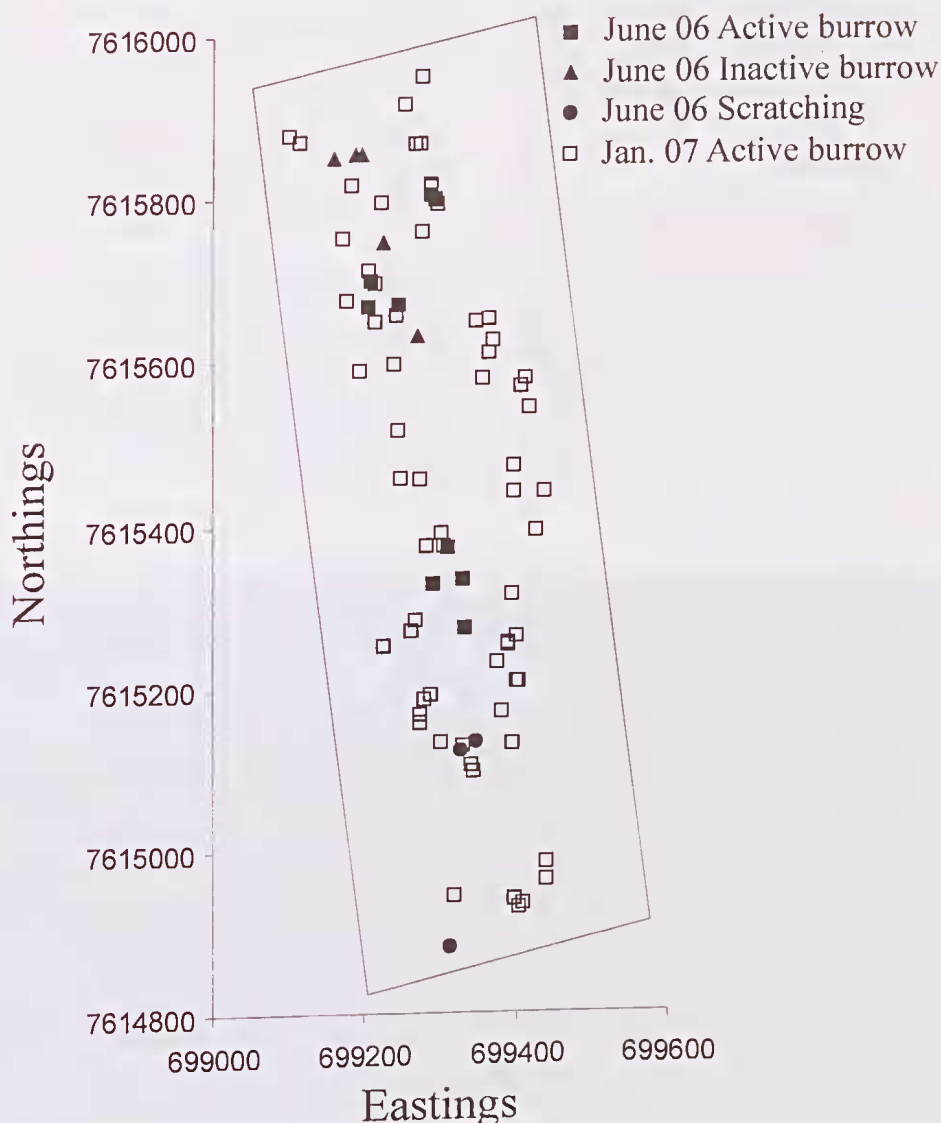 June 06 Active burrow
June 06 Inactive burrow
June 06 Scratching
Jan. 07 Active burrow
Northings
7616000
7615800
7615600
7615400
7615200
7615000
7614800
699000 699200 699400 699600
Eastings